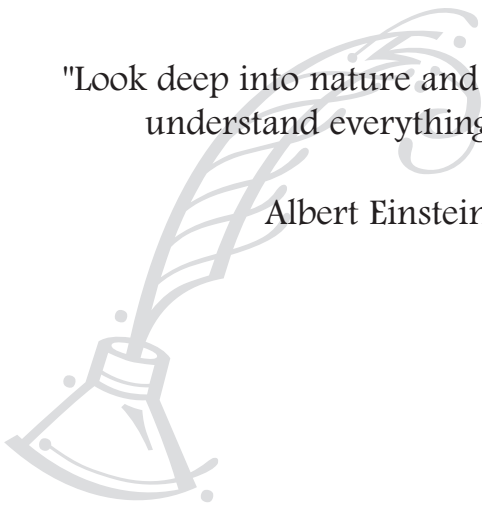 "Look deep into nature and
understand everything
Albert Einstein